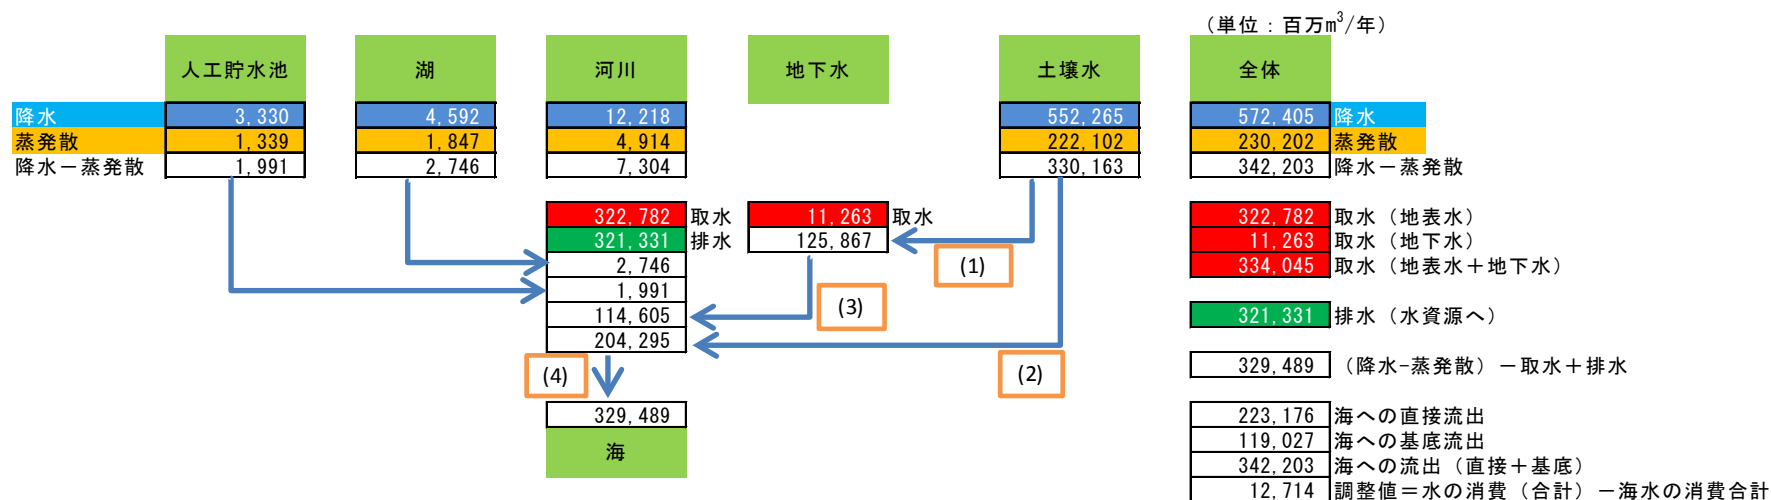 （単位：百万m³/年）
人工貯水池 湖 河川 地下水 土壌水 全体
降水 3,330 4,592 12,218 552,265 572,405 降水
蒸発散 1,339 1,847 4,914 222,102 230,202 蒸発散
降水－蒸発散 1,991 2,746 7,304 330,163 342,203 降水－蒸発散
322,782 取水 11,263 取水 322,782 取水（地表水）
321,331 排水 125,867 11,263 取水（地下水）
2,746 (1) 334,045 取水（地表水＋地下水）
1,991
114,605 (3) 321,331 排水（水資源へ）
204,295
(4) (2) 329,489 （降水-蒸発散）－取水＋排水
329,489 223,176 海への直接流出
海 119,027 海への基底流出
342,203 海への流出（直接＋基底）
12,714 調整値＝水の消費（合計）－海水の消費合計